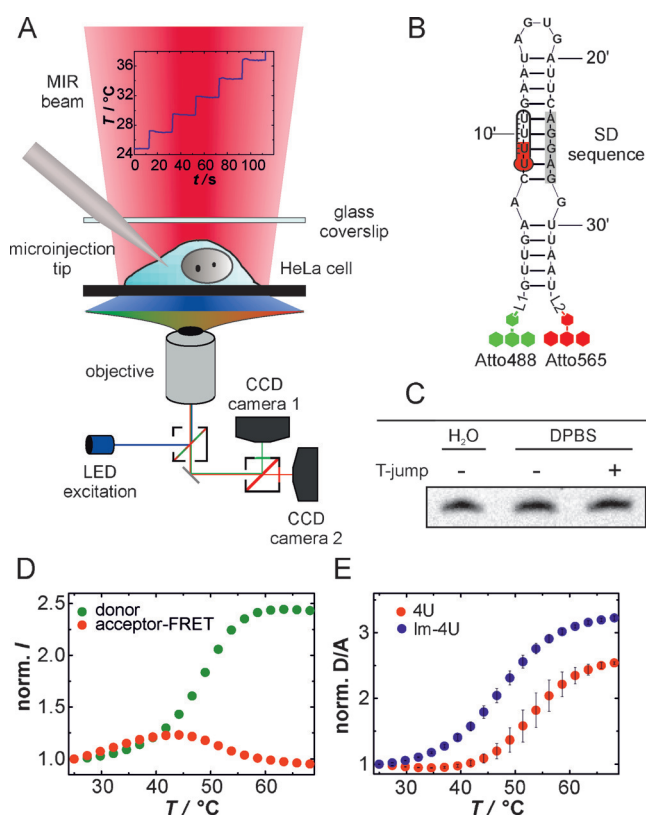 A
MIR
beam
T / °C
36
32
28
24
0 20 40 60 80 100
t/s
glass
coverslip
microinjection
tip
HeLa cell
objective
CCD
camera 1
LED
excitation
CCD
camera 2
B
GUUGAACUUUUGAAUAGUGAUUCAGGAGGUUAAU
20'
10'
SD
sequence
30'
L1 L2
Atto488 Atto565
C
H₂O DPBS
T-jump - - +
D
norm. I
2.5
2.0
1.5
1.0
donor
acceptor-FRET
30 40 50 60
T / °C
E
norm. D/A
3
2
1
4U
Im-4U
30 40 50 60
T / °C